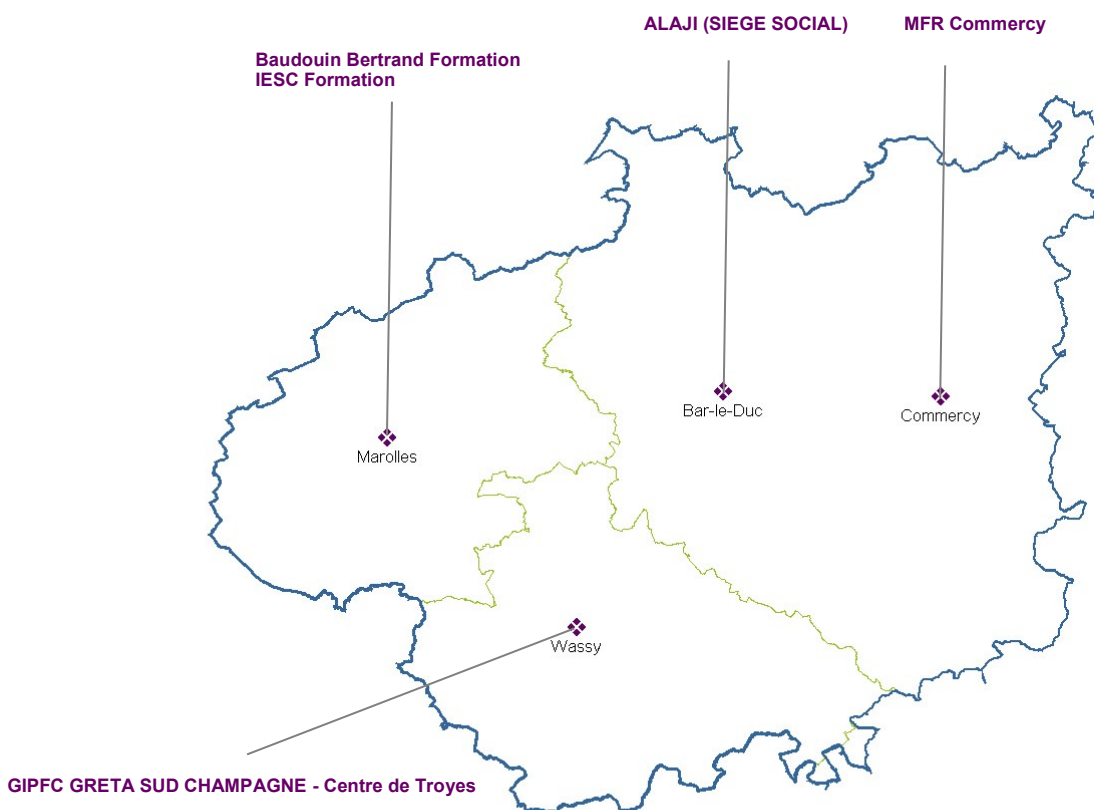 ALAJI (SIEGE SOCIAL)
MFR Commercy
Baudouin Bertrand Formation
IESC Formation
Bar-le-Duc
Commercy
Marolles
Wassy
GIPFC GRETA SUD CHAMPAGNE - Centre de Troyes